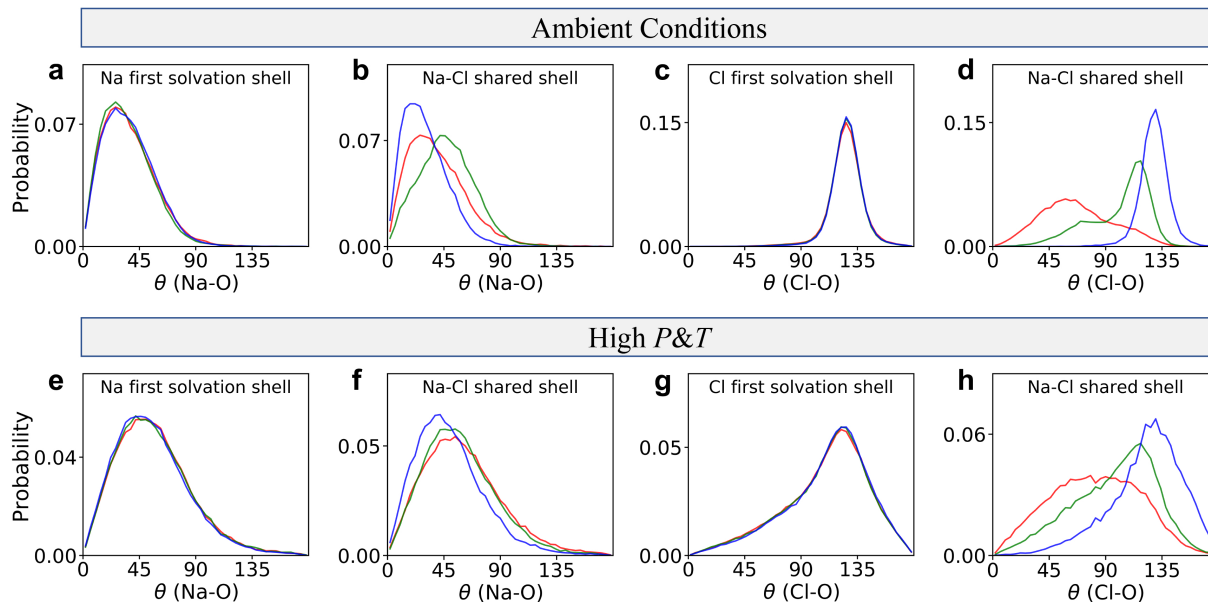 Ambient Conditions
a
Na first solvation shell
b
Na-Cl shared shell
c
Cl first solvation shell
d
Na-Cl shared shell
Probability
0.07
0.00
0 45 90 135
θ (Na-O)
0.07
0.00
0 45 90 135
θ (Na-O)
0.15
0.00
0 45 90 135
θ (Cl-O)
0.15
0.00
0 45 90 135
θ (Cl-O)
High P&T
e
Na first solvation shell
f
Na-Cl shared shell
g
Cl first solvation shell
h
Na-Cl shared shell
Probability
0.04
0.00
0 45 90 135
θ (Na-O)
0.05
0.00
0 45 90 135
θ (Na-O)
0.05
0.00
0 45 90 135
θ (Cl-O)
0.06
0.00
0 45 90 135
θ (Cl-O)